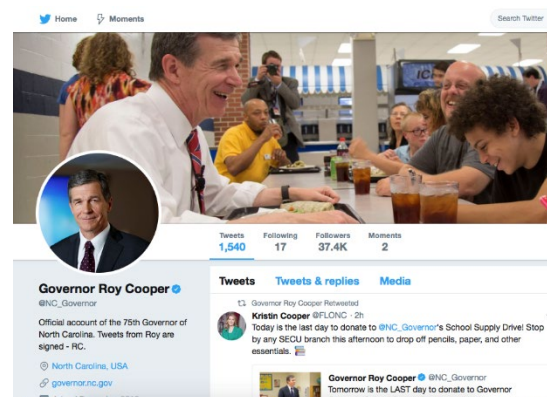 Home Moments Search Twitter
Tweets Following Followers Moments
1,540 17 37.4K 2
Tweets Tweets & replies Media
Governor Roy Cooper
@NC_Governor
Official account of the 75th Governor of
North Carolina. Tweets from Roy are
signed - RC.
North Carolina, USA
governor.nc.gov
Governor Roy Cooper Retweeted
Kristin Cooper @FLONC · 2h
Today is the last day to donate to @NC_Governor's School Supply Drive! Stop
by any SECU branch this afternoon to drop off pencils, paper, and other
essentials.
Governor Roy Cooper @NC_Governor
Tomorrow is the LAST day to donate to Governor